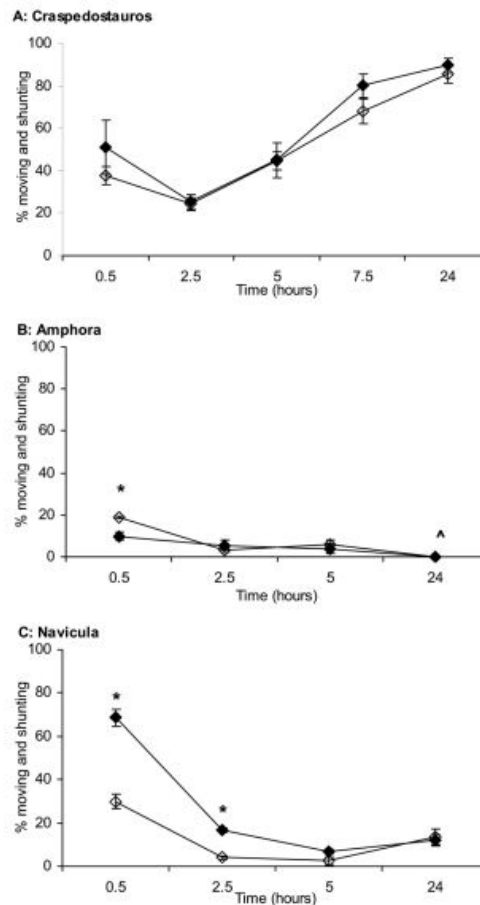 A: Craspedostauros
% moving and shunting
100
80
60
40
20
0
0.5 2.5 5 7.5 24
Time (hours)
B: Amphora
% moving and shunting
100
80
60
40
20
0
*
^
0.5 2.5 5 24
Time (hours)
C: Navicula
% moving and shunting
100
80
60
40
20
0
*
*
0.5 2.5 5 24
Time (hours)